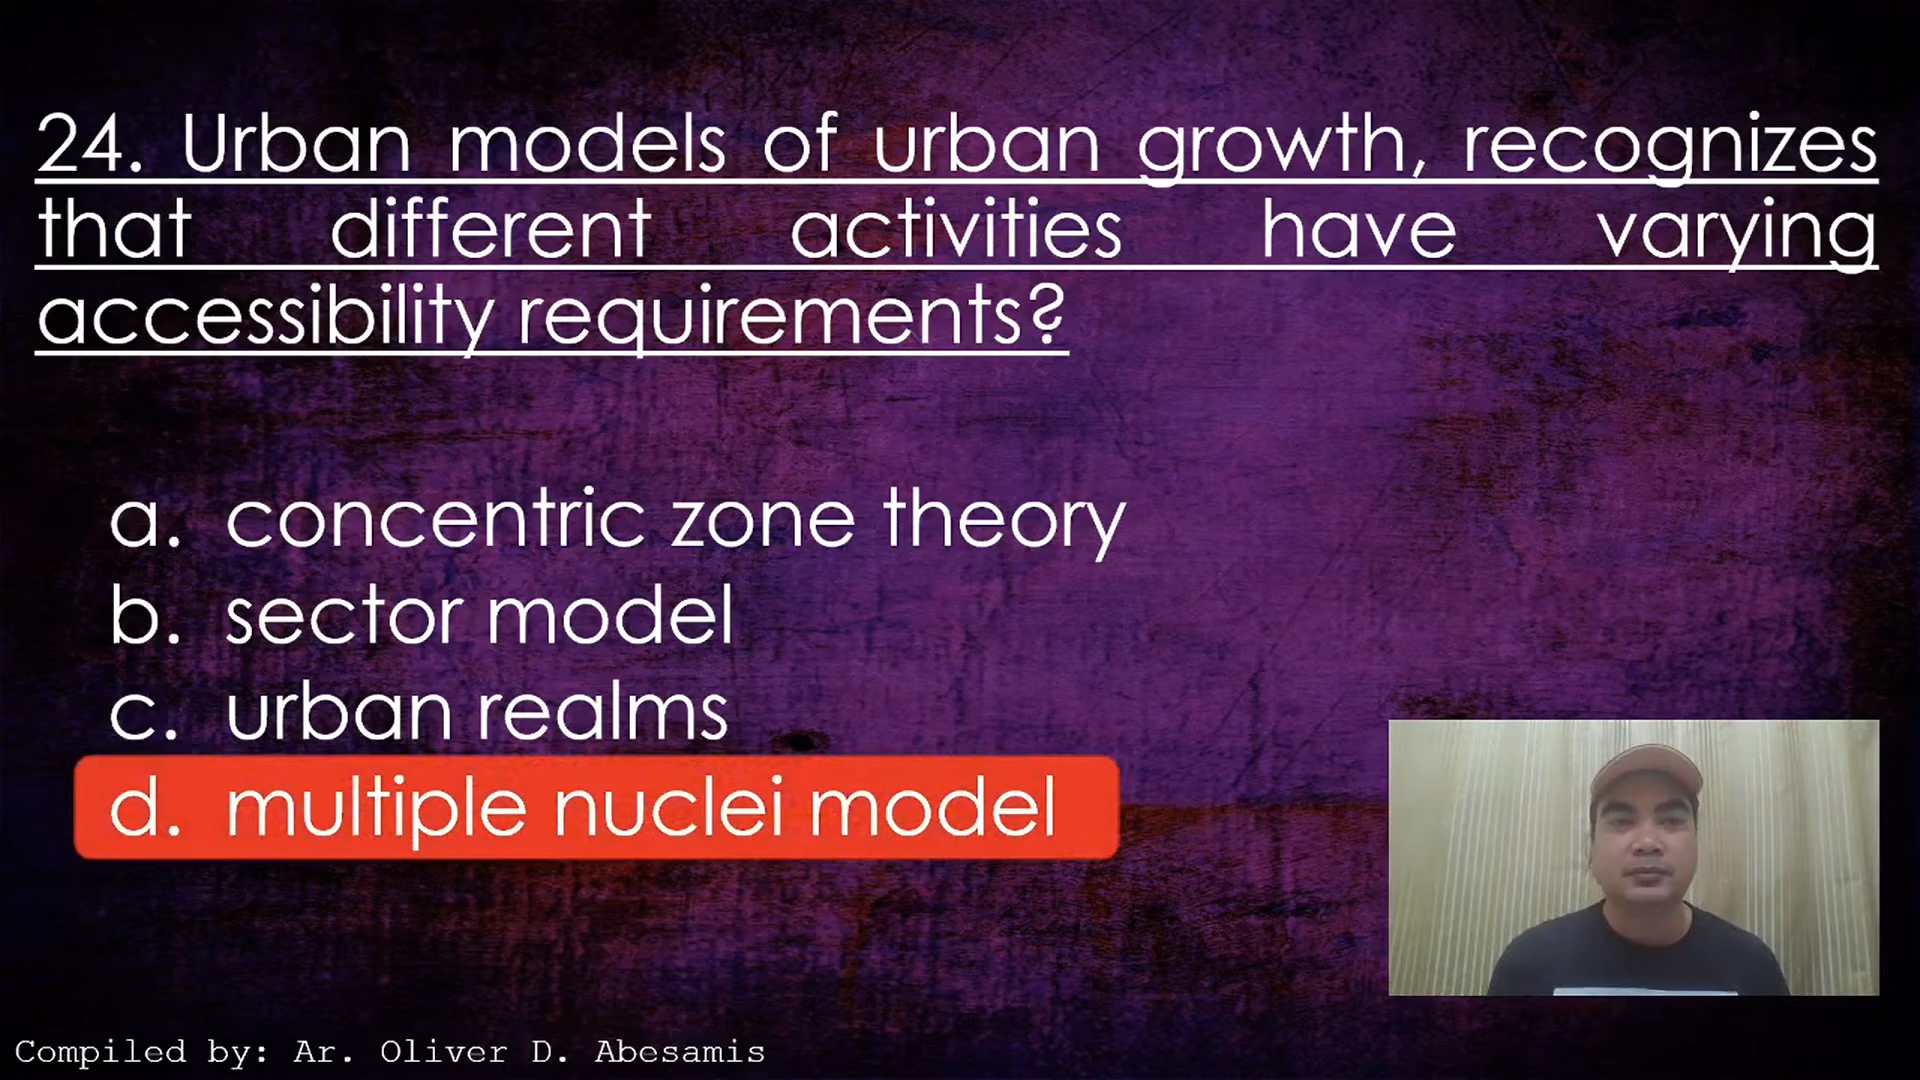 24. Urban models of urban growth, recognizes
that different activities have varying
accessibility requirements?
a. concentric zone theory
b. sector model
c. urban realms
d. multiple nuclei model
Compiled by: Ar. Oliver D. Abesamis